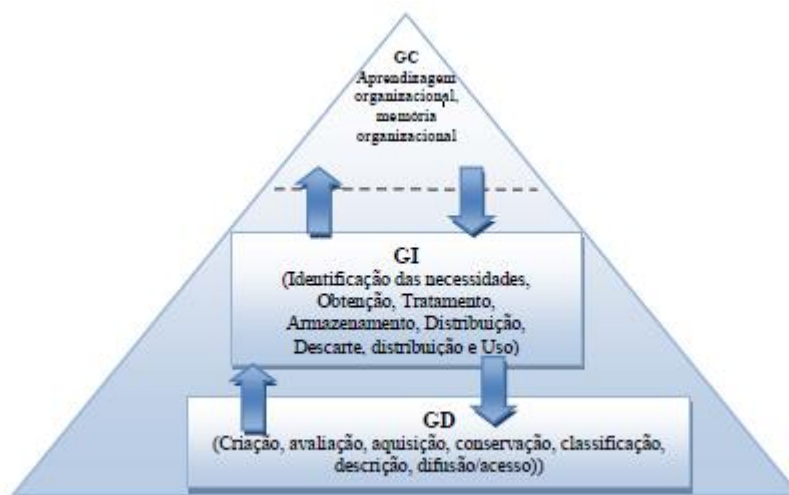 GC
Aprendizagem
organizacional,
memória
organizacional
GI
(Identificação das necessidades,
Obtenção, Tratamento,
Armazenamento, Distribuição,
Descarte, distribuição e Uso)
GD
(Criação, avaliação, aquisição, conservação, classificação,
descrição, difusão/acesso))